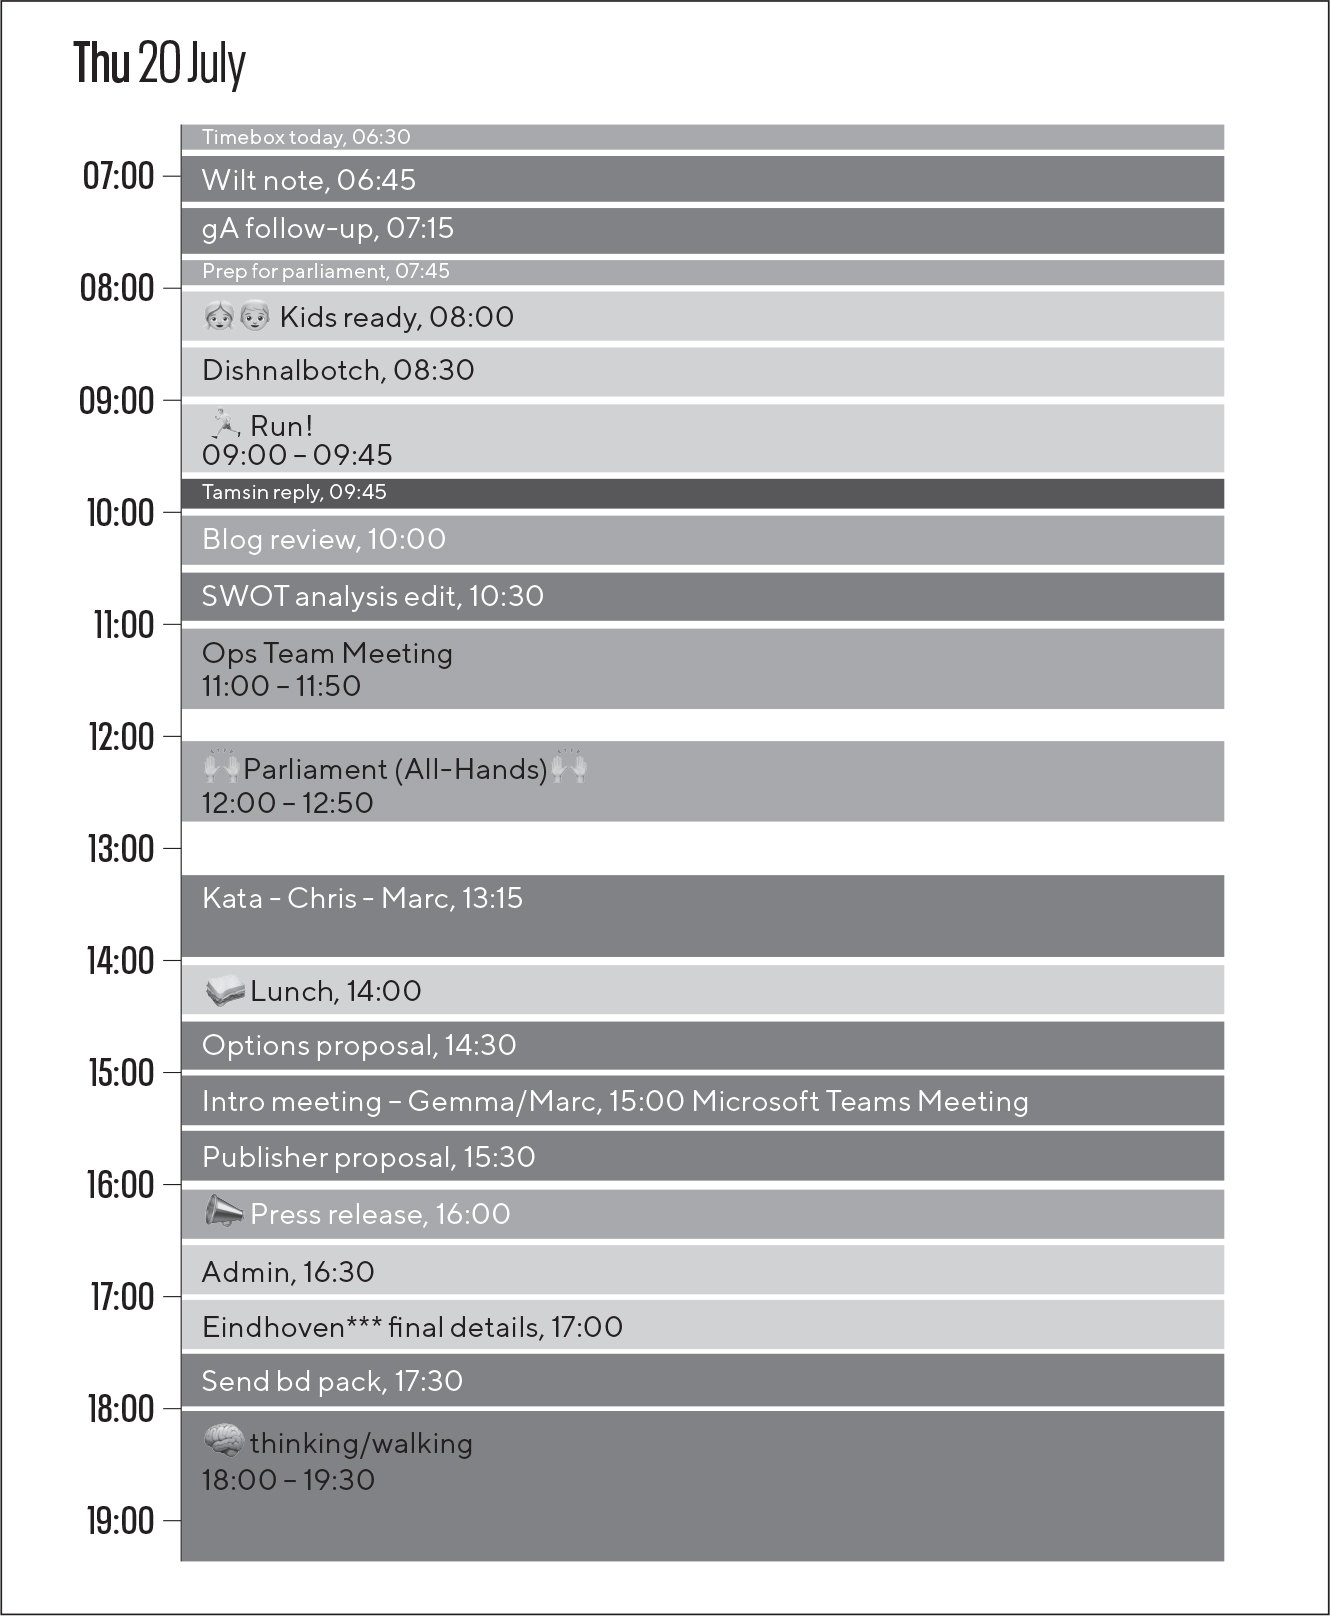 Thu 20 July
Timebox today, 06:30
07:00
Wilt note, 06:45
gA follow-up, 07:15
Prep for parliament, 07:45
08:00
Kids ready, 08:00
Dishnalbotch, 08:30
09:00
Run!
09:00 – 09:45
Tamsin reply, 09:45
10:00
Blog review, 10:00
SWOT analysis edit, 10:30
11:00
Ops Team Meeting
11:00 – 11:50
12:00
Parliament (All-Hands)
12:00 – 12:50
13:00
Kata - Chris - Marc, 13:15
14:00
Lunch, 14:00
Options proposal, 14:30
15:00
Intro meeting – Gemma/Marc, 15:00 Microsoft Teams Meeting
Publisher proposal, 15:30
16:00
Press release, 16:00
Admin, 16:30
17:00
Eindhoven*** final details, 17:00
Send bd pack, 17:30
18:00
thinking/walking
18:00 – 19:30
19:00